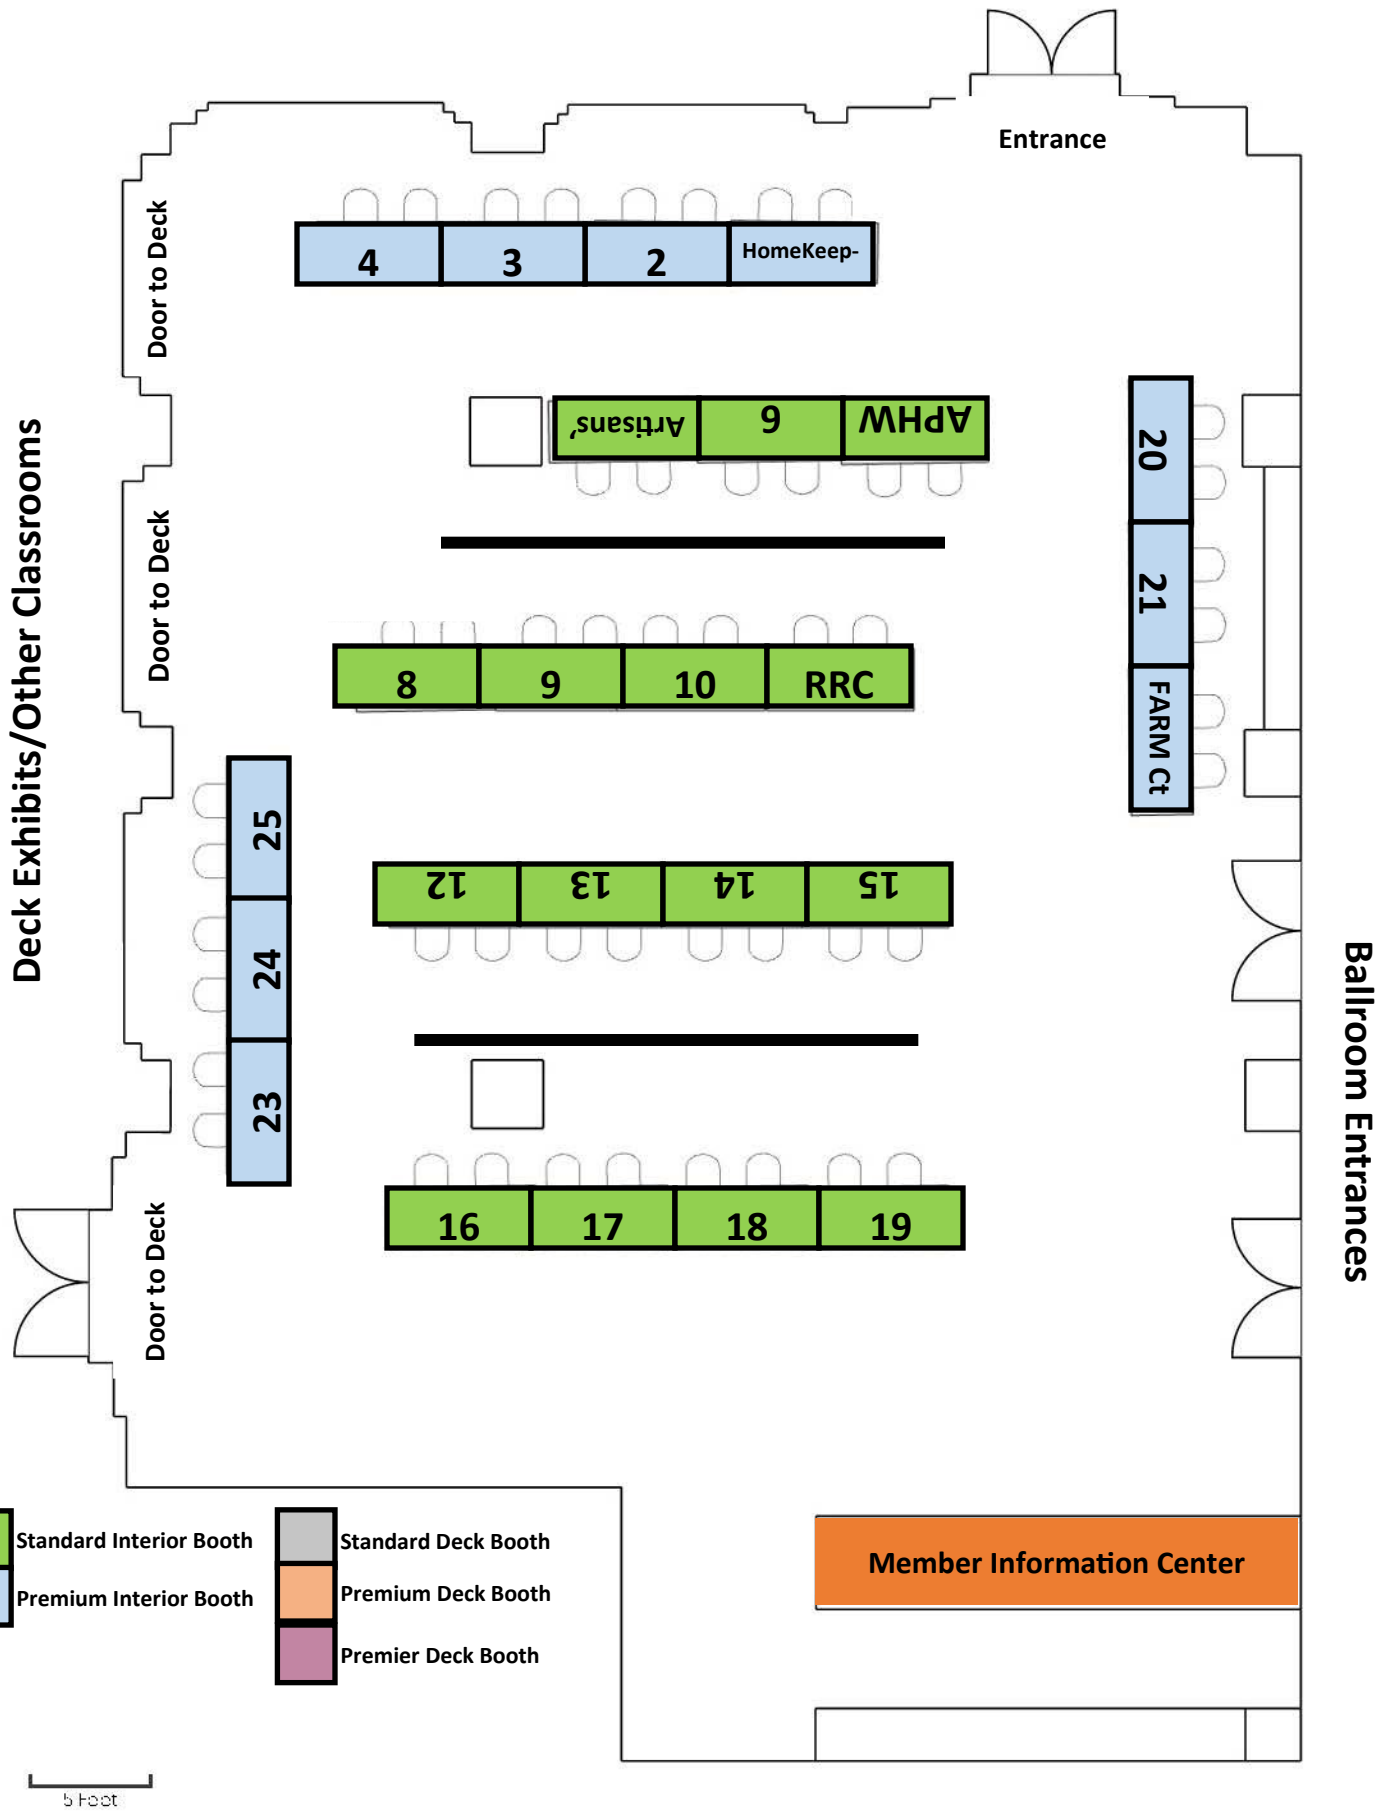 Entrance
Door to Deck
4
3
2
HomeKeep-
Artisans'
6
APHW
20
21
FARM Ct
Deck Exhibits/Other Classrooms
Door to Deck
8
9
10
RRC
25
24
23
12
13
14
15
Ballroom Entrances
16
17
18
19
Door to Deck
Standard Interior Booth
Premium Interior Booth
Standard Deck Booth
Premium Deck Booth
Premier Deck Booth
Member Information Center
5 Foot